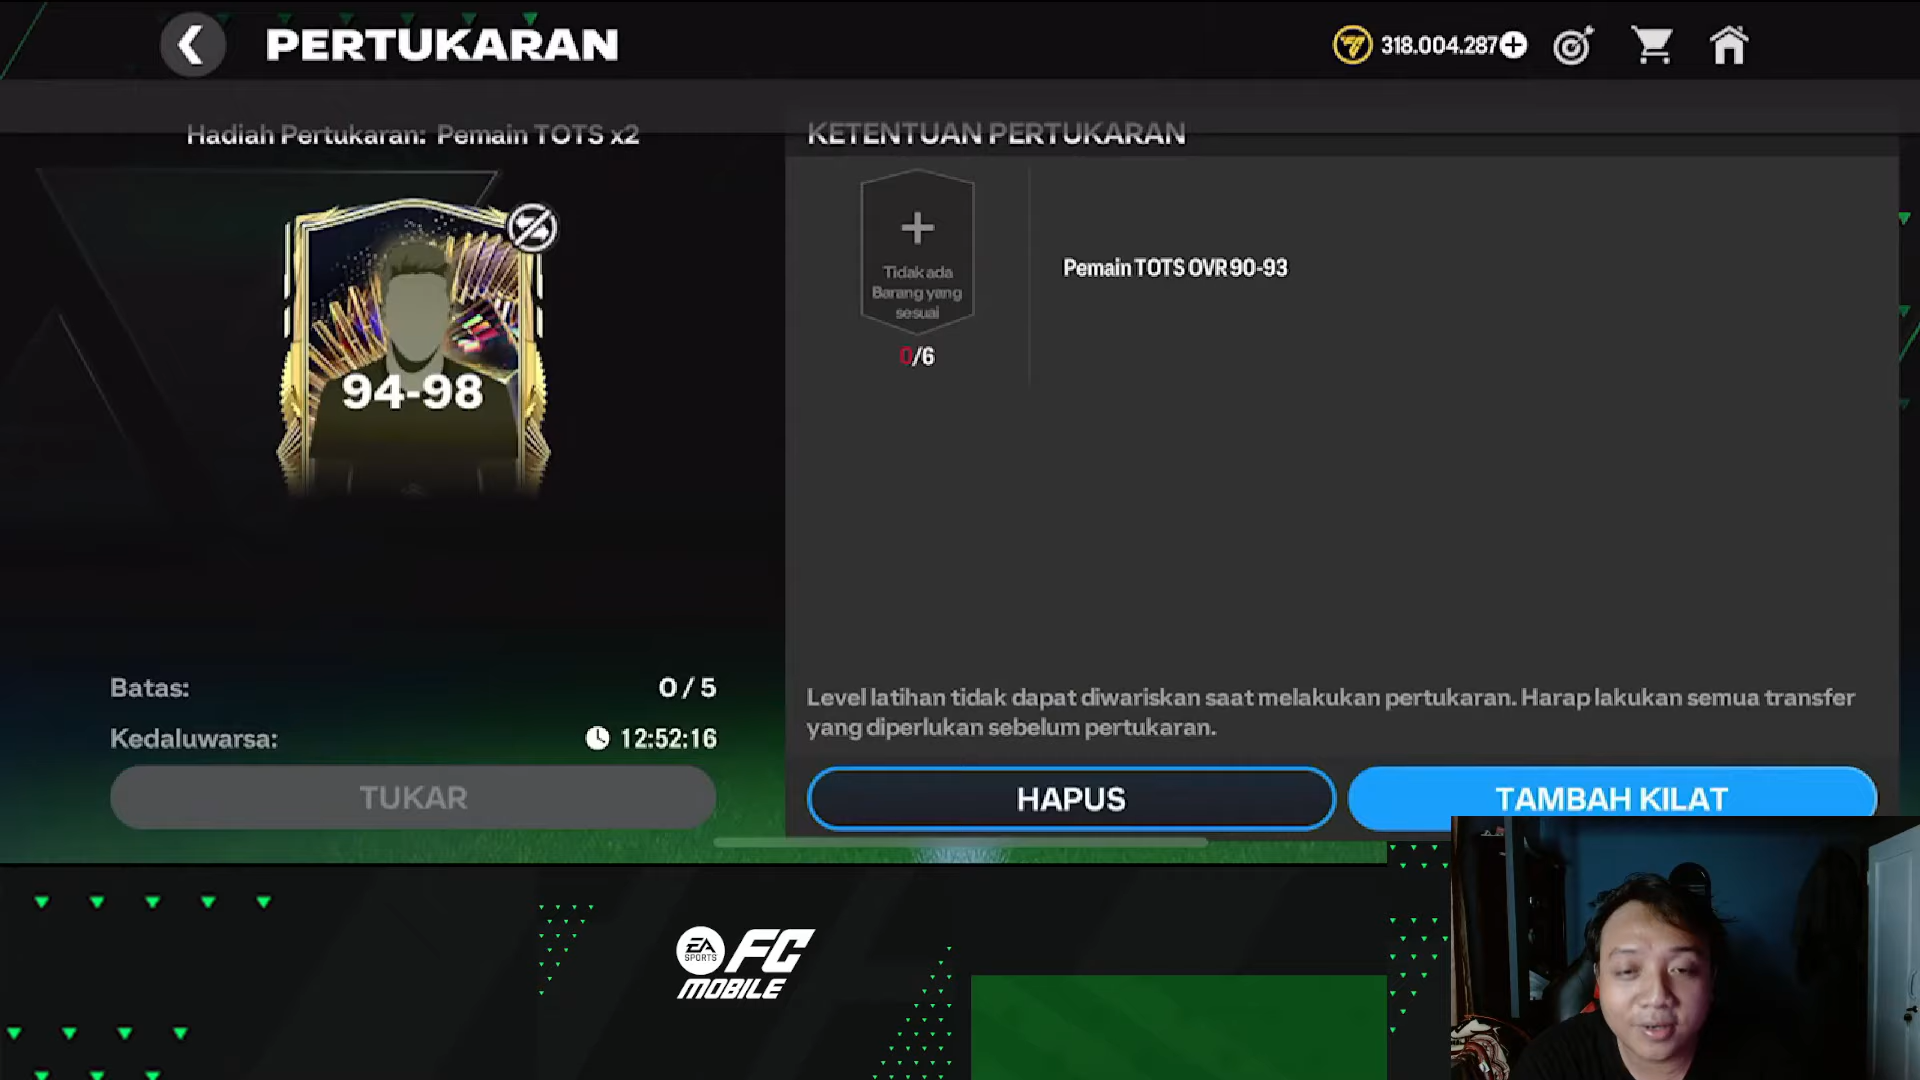 PERTUKARAN
318.004.287
Hadiah Pertukaran: Pemain TOTS x2
94-98
Batas:
0 / 5
Kedaluwarsa:
12:52:16
TUKAR
KETENTUAN PERTUKARAN
Tidak ada
Barang yang
sesuai
0/6
Pemain TOTS OVR 90-93
Level latihan tidak dapat diwariskan saat melakukan pertukaran. Harap lakukan semua transfer
yang diperlukan sebelum pertukaran.
HAPUS
TAMBAH KILAT
EA
SPORTS
FC
MOBILE